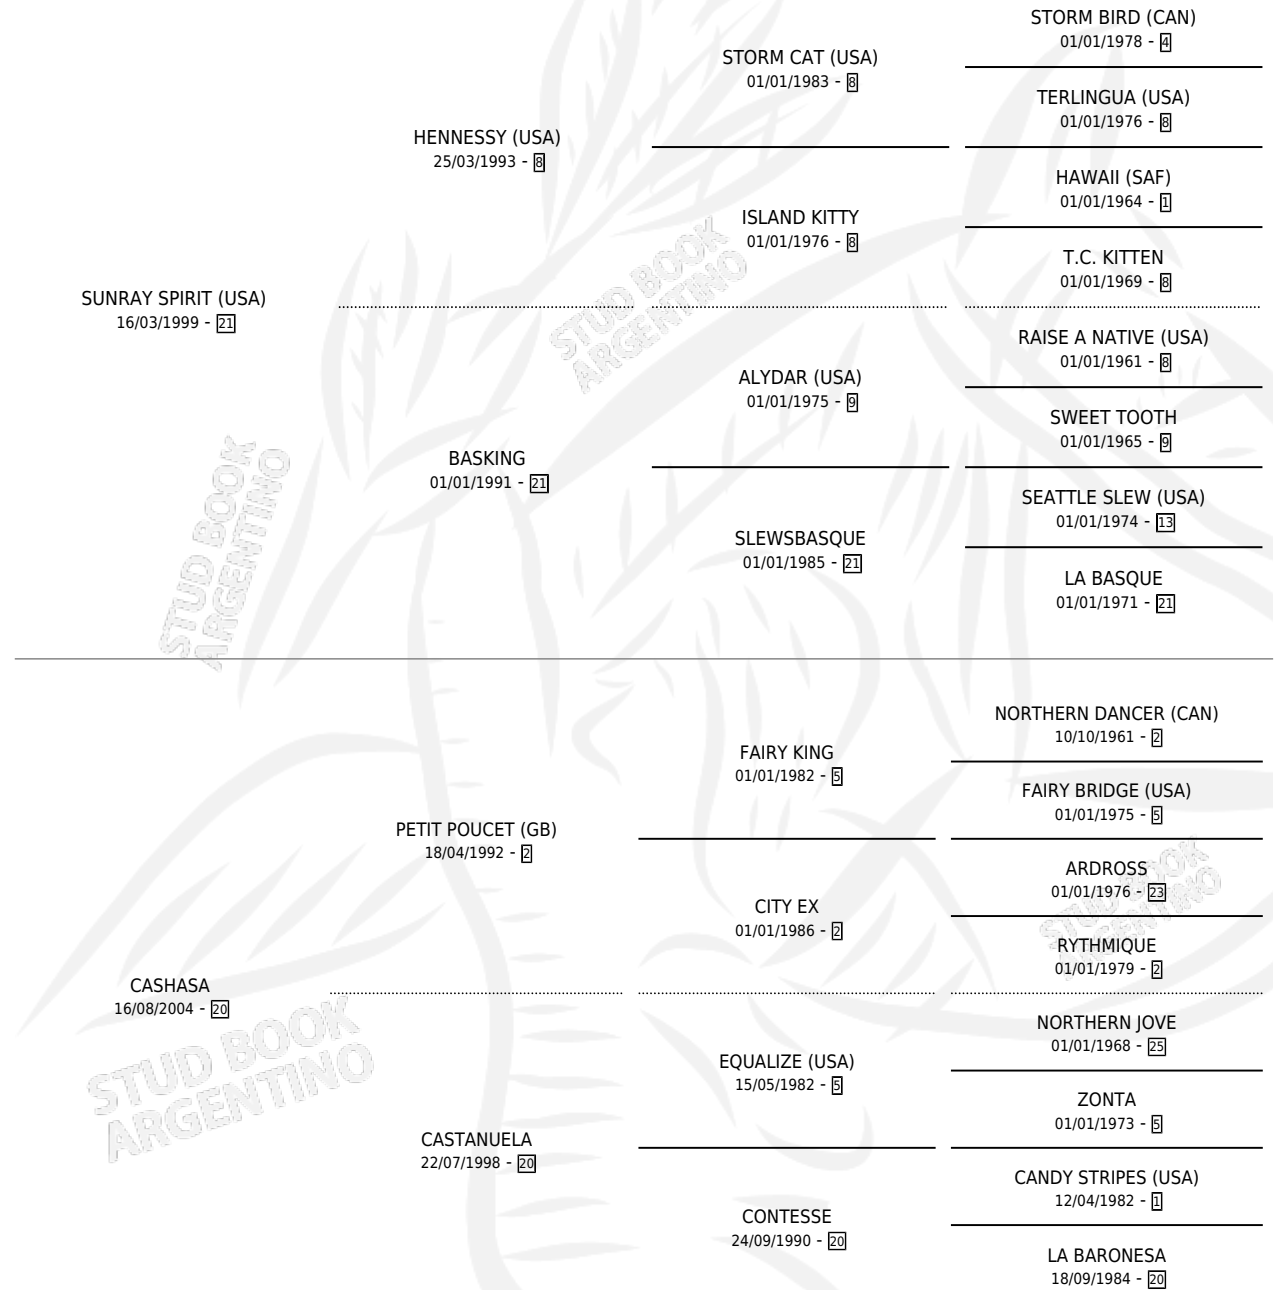 STORM BIRD (CAN)
01/01/1978 - 4
STORM CAT (USA)
01/01/1983 - 8
TERLINGUA (USA)
01/01/1976 - 8
HENNESSY (USA)
25/03/1993 - 8
HAWAII (SAF)
01/01/1964 - 1
ISLAND KITTY
01/01/1976 - 8
T.C. KITTEN
01/01/1969 - 8
SUNRAY SPIRIT (USA)
16/03/1999 - 21
STUD BOOK
ARGENTINO
RAISE A NATIVE (USA)
01/01/1961 - 8
ALYDAR (USA)
01/01/1975 - 9
SWEET TOOTH
01/01/1965 - 9
BASKING
01/01/1991 - 21
SEATTLE SLEW (USA)
01/01/1974 - 13
SLEWSBASQUE
01/01/1985 - 21
LA BASQUE
01/01/1971 - 21
STUD BOOK
ARGENTINO
NORTHERN DANCER (CAN)
10/10/1961 - 2
FAIRY KING
01/01/1982 - 5
FAIRY BRIDGE (USA)
01/01/1975 - 5
PETIT POUCET (GB)
18/04/1992 - 2
ARDROSS
01/01/1976 - 23
CITY EX
01/01/1986 - 2
STUD BOOK
ARGENTINO
RYTHMIQUE
01/01/1979 - 2
CASHASA
16/08/2004 - 20
STUD BOOK
ARGENTINO
NORTHERN JOVE
01/01/1968 - 25
EQUALIZE (USA)
15/05/1982 - 5
ZONTA
01/01/1973 - 5
CASTANUELA
22/07/1998 - 20
CANDY STRIPES (USA)
12/04/1982 - 1
CONTESSE
24/09/1990 - 20
LA BARONESA
18/09/1984 - 20